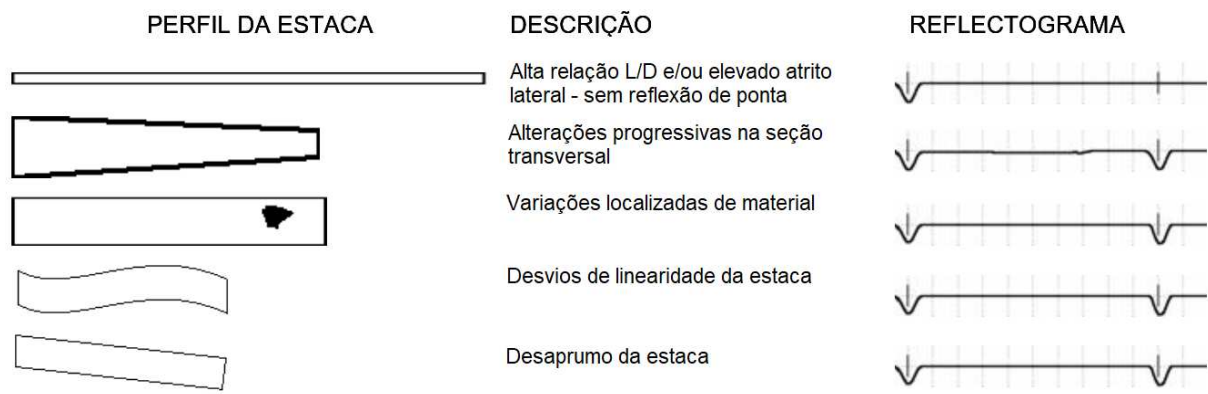 PERFIL DA ESTACA DESCRIÇÃO REFLECTOGRAMA
Alta relação L/D e/ou elevado atrito
lateral - sem reflexão de ponta
Alterações progressivas na seção
transversal
Variações localizadas de material
Desvios de linearidade da estaca
Desaprumo da estaca